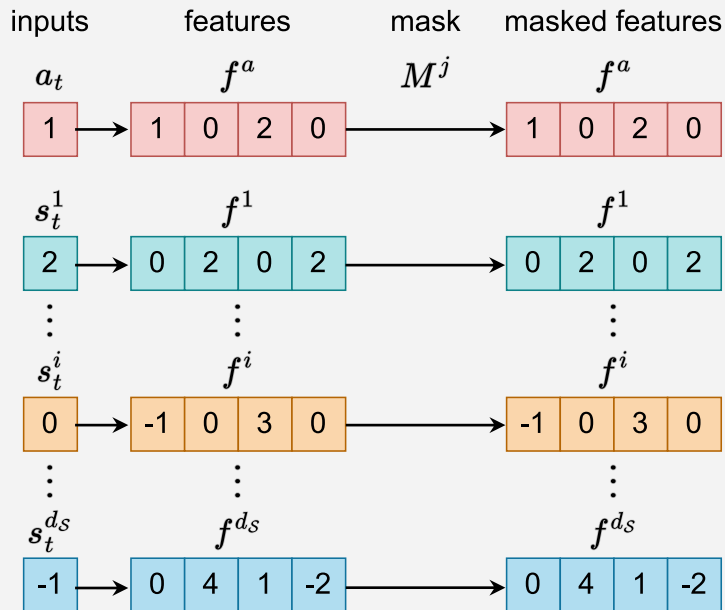 inputs features mask masked features
a_t f^a M^j f^a
1 1 0 2 0 1 0 2 0
s_t^1 f^1 f^1
2 0 2 0 2 0 2 0 2
⋮ ⋮ ⋮
s_t^i f^i f^i
0 -1 0 3 0 -1 0 3 0
⋮ ⋮ ⋮
s_t^{d_𝒮} f^{d_𝒮} f^{d_𝒮}
-1 0 4 1 -2 0 4 1 -2